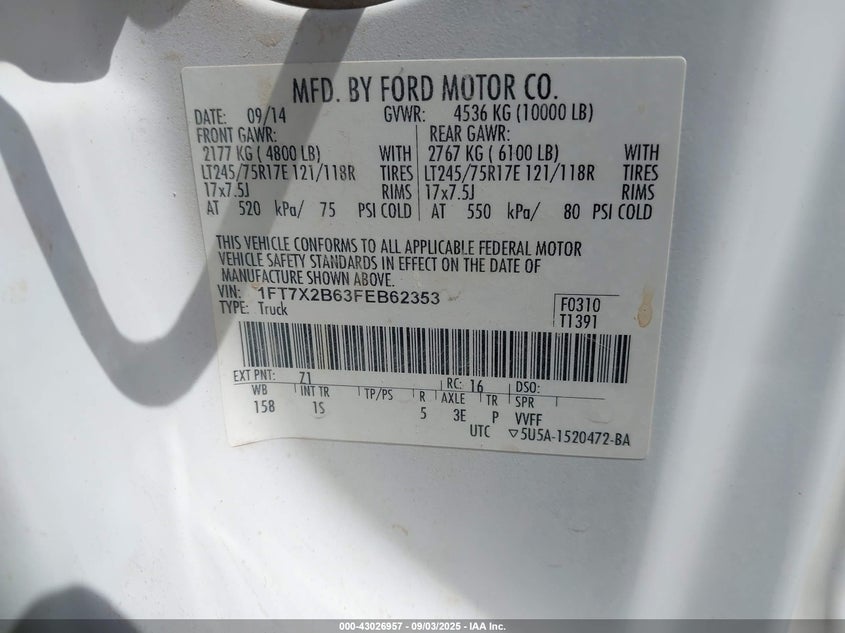 MFD. BY FORD MOTOR CO.
DATE: 09/14 GVWR: 4536 KG (10000 LB)
FRONT GAWR: REAR GAWR:
2177 KG ( 4800 LB) WITH 2767 KG ( 6100 LB) WITH
LT245/75R17E 121/118R TIRES LT245/75R17E 121/118R TIRES
17x7.5J RIMS 17x7.5J RIMS
AT 520 kPa/ 75 PSI COLD AT 550 kPa/ 80 PSI COLD
THIS VEHICLE CONFORMS TO ALL APPLICABLE FEDERAL MOTOR
VEHICLE SAFETY STANDARDS IN EFFECT ON THE DATE OF
MANUFACTURE SHOWN ABOVE.
VIN: 1FT7X2B63FEB62353 F0310
TYPE: Truck T1391
EXT PNT: Z1 RC: 16 DSO:
WB INT TR TP/PS R AXLE TR SPR
158 1S 5 3E P VVFF
UTC ▽5U5A-1520472-BA
000-43026957 - 09/03/2025 - IAA Inc.